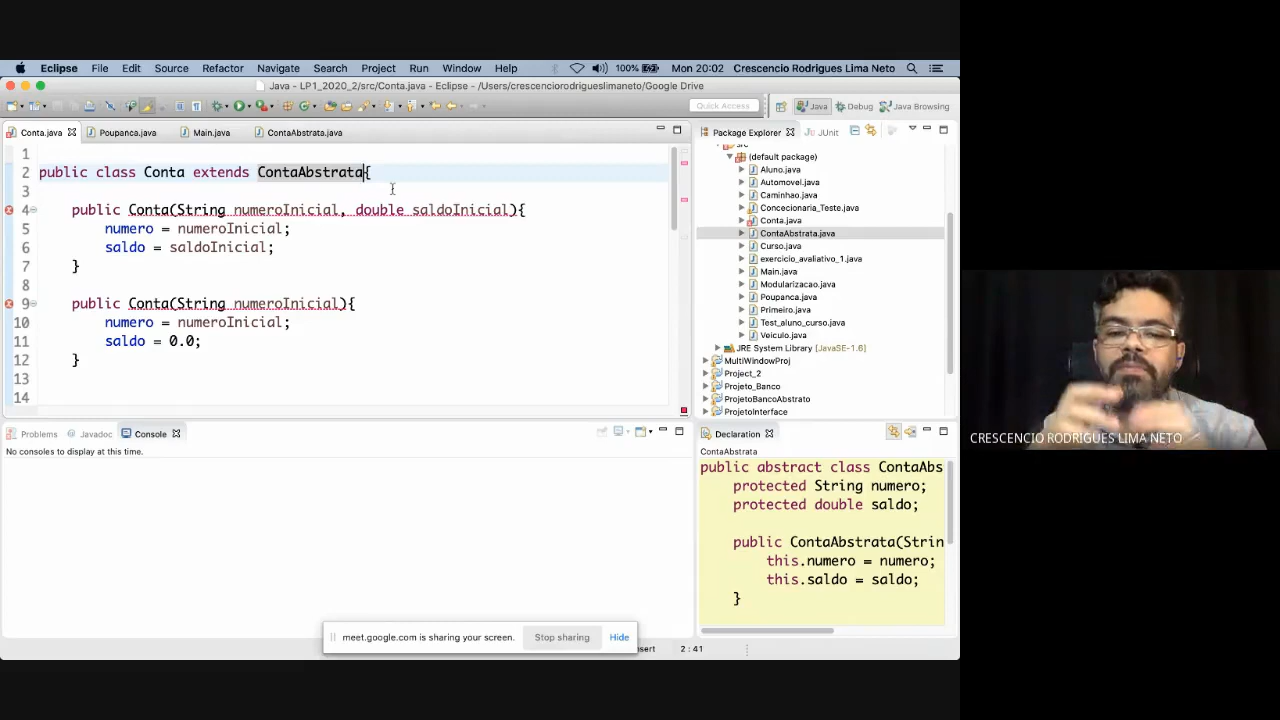 Eclipse File Edit Source Refactor Navigate Search Project Run Window Help 100% Mon 20:02 Crescencio Rodrigues Lima Neto
Java - LP1_2020_2/src/Conta.java - Eclipse - /Users/crescenciorodrigueslimaneto/Google Drive
Quick Access Java Debug Java Browsing
Conta.java Poupanca.java Main.java ContaAbstrata.java
1
2 public class Conta extends ContaAbstrata{
3
4 public Conta(String numeroInicial, double saldoInicial){
5 numero = numeroInicial;
6 saldo = saldoInicial;
7 }
8
9 public Conta(String numeroInicial){
10 numero = numeroInicial;
11 saldo = 0.0;
12 }
13
14
Package Explorer JUnit
src
(default package)
Aluno.java
Automovel.java
Caminhao.java
Concecionaria_Teste.java
Conta.java
ContaAbstrata.java
Curso.java
exercicio_avaliativo_1.java
Main.java
Modularizacao.java
Poupanca.java
Primeiro.java
Test_aluno_curso.java
Veiculo.java
JRE System Library [JavaSE-1.6]
MultiWindowProj
Project_2
Projeto_Banco
ProjetoBancoAbstrato
ProjetoInterface
Problems Javadoc Console
No consoles to display at this time.
Declaration
ContaAbstrata
public abstract class ContaAbs
protected String numero;
protected double saldo;
public ContaAbstrata(Strin
this.numero = numero;
this.saldo = saldo;
}
meet.google.com is sharing your screen. Stop sharing Hide
nsert 2 : 41
CRESCENCIO RODRIGUES LIMA NETO